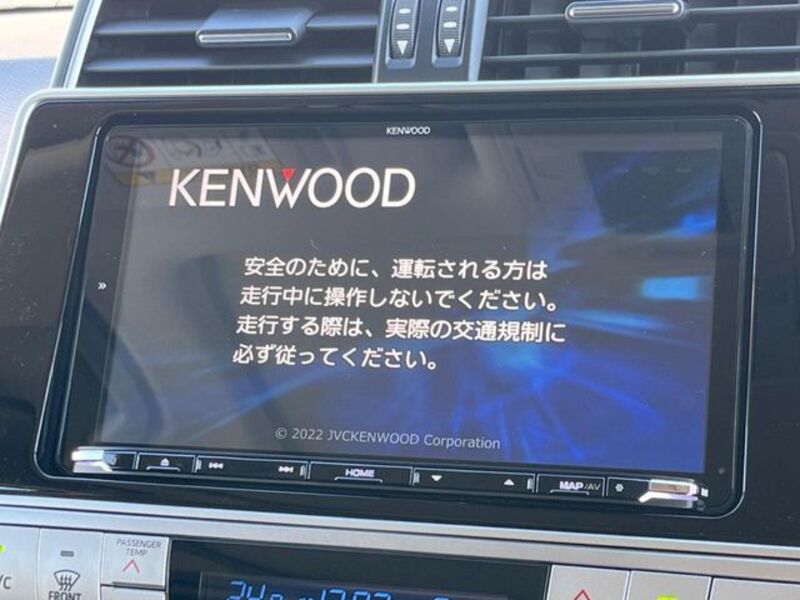 KENWOOD
KENWOOD
安全のために、運転される方は
走行中に操作しないでください。
走行する際は、実際の交通規制に
必ず従ってください。
© 2022 JVCKENWOOD Corporation
HOME
MAP/AV
PASSENGER
TEMP
FRONT